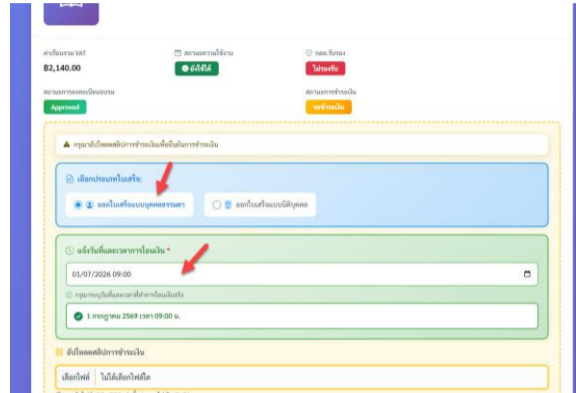 ค่าเรียนรวม VAT
สถานะความใช้งาน
กสต.รับรอง
฿2,140.00
ยังใช้ได้
ไม่รองรับ
สถานะการลงทะเบียนอบรม
สถานะการชำระเงิน
Approved
รอชำระเงิน
กรุณาอัปโหลดสลิปการชำระเงินเพื่อยืนยันการชำระเงิน
เลือกประเภทใบเสร็จ:
ออกใบเสร็จแบบบุคคลธรรมดา
ออกใบเสร็จแบบนิติบุคคล
แจ้งวันที่และเวลาการโอนเงิน *
01/07/2026 09:00
กรุณาระบุวันที่และเวลาที่ทำการโอนเงินจริง
1 กรกฎาคม 2569 เวลา 09:00 น.
อัปโหลดสลิปการชำระเงิน
เลือกไฟล์ ไม่ได้เลือกไฟล์ใด